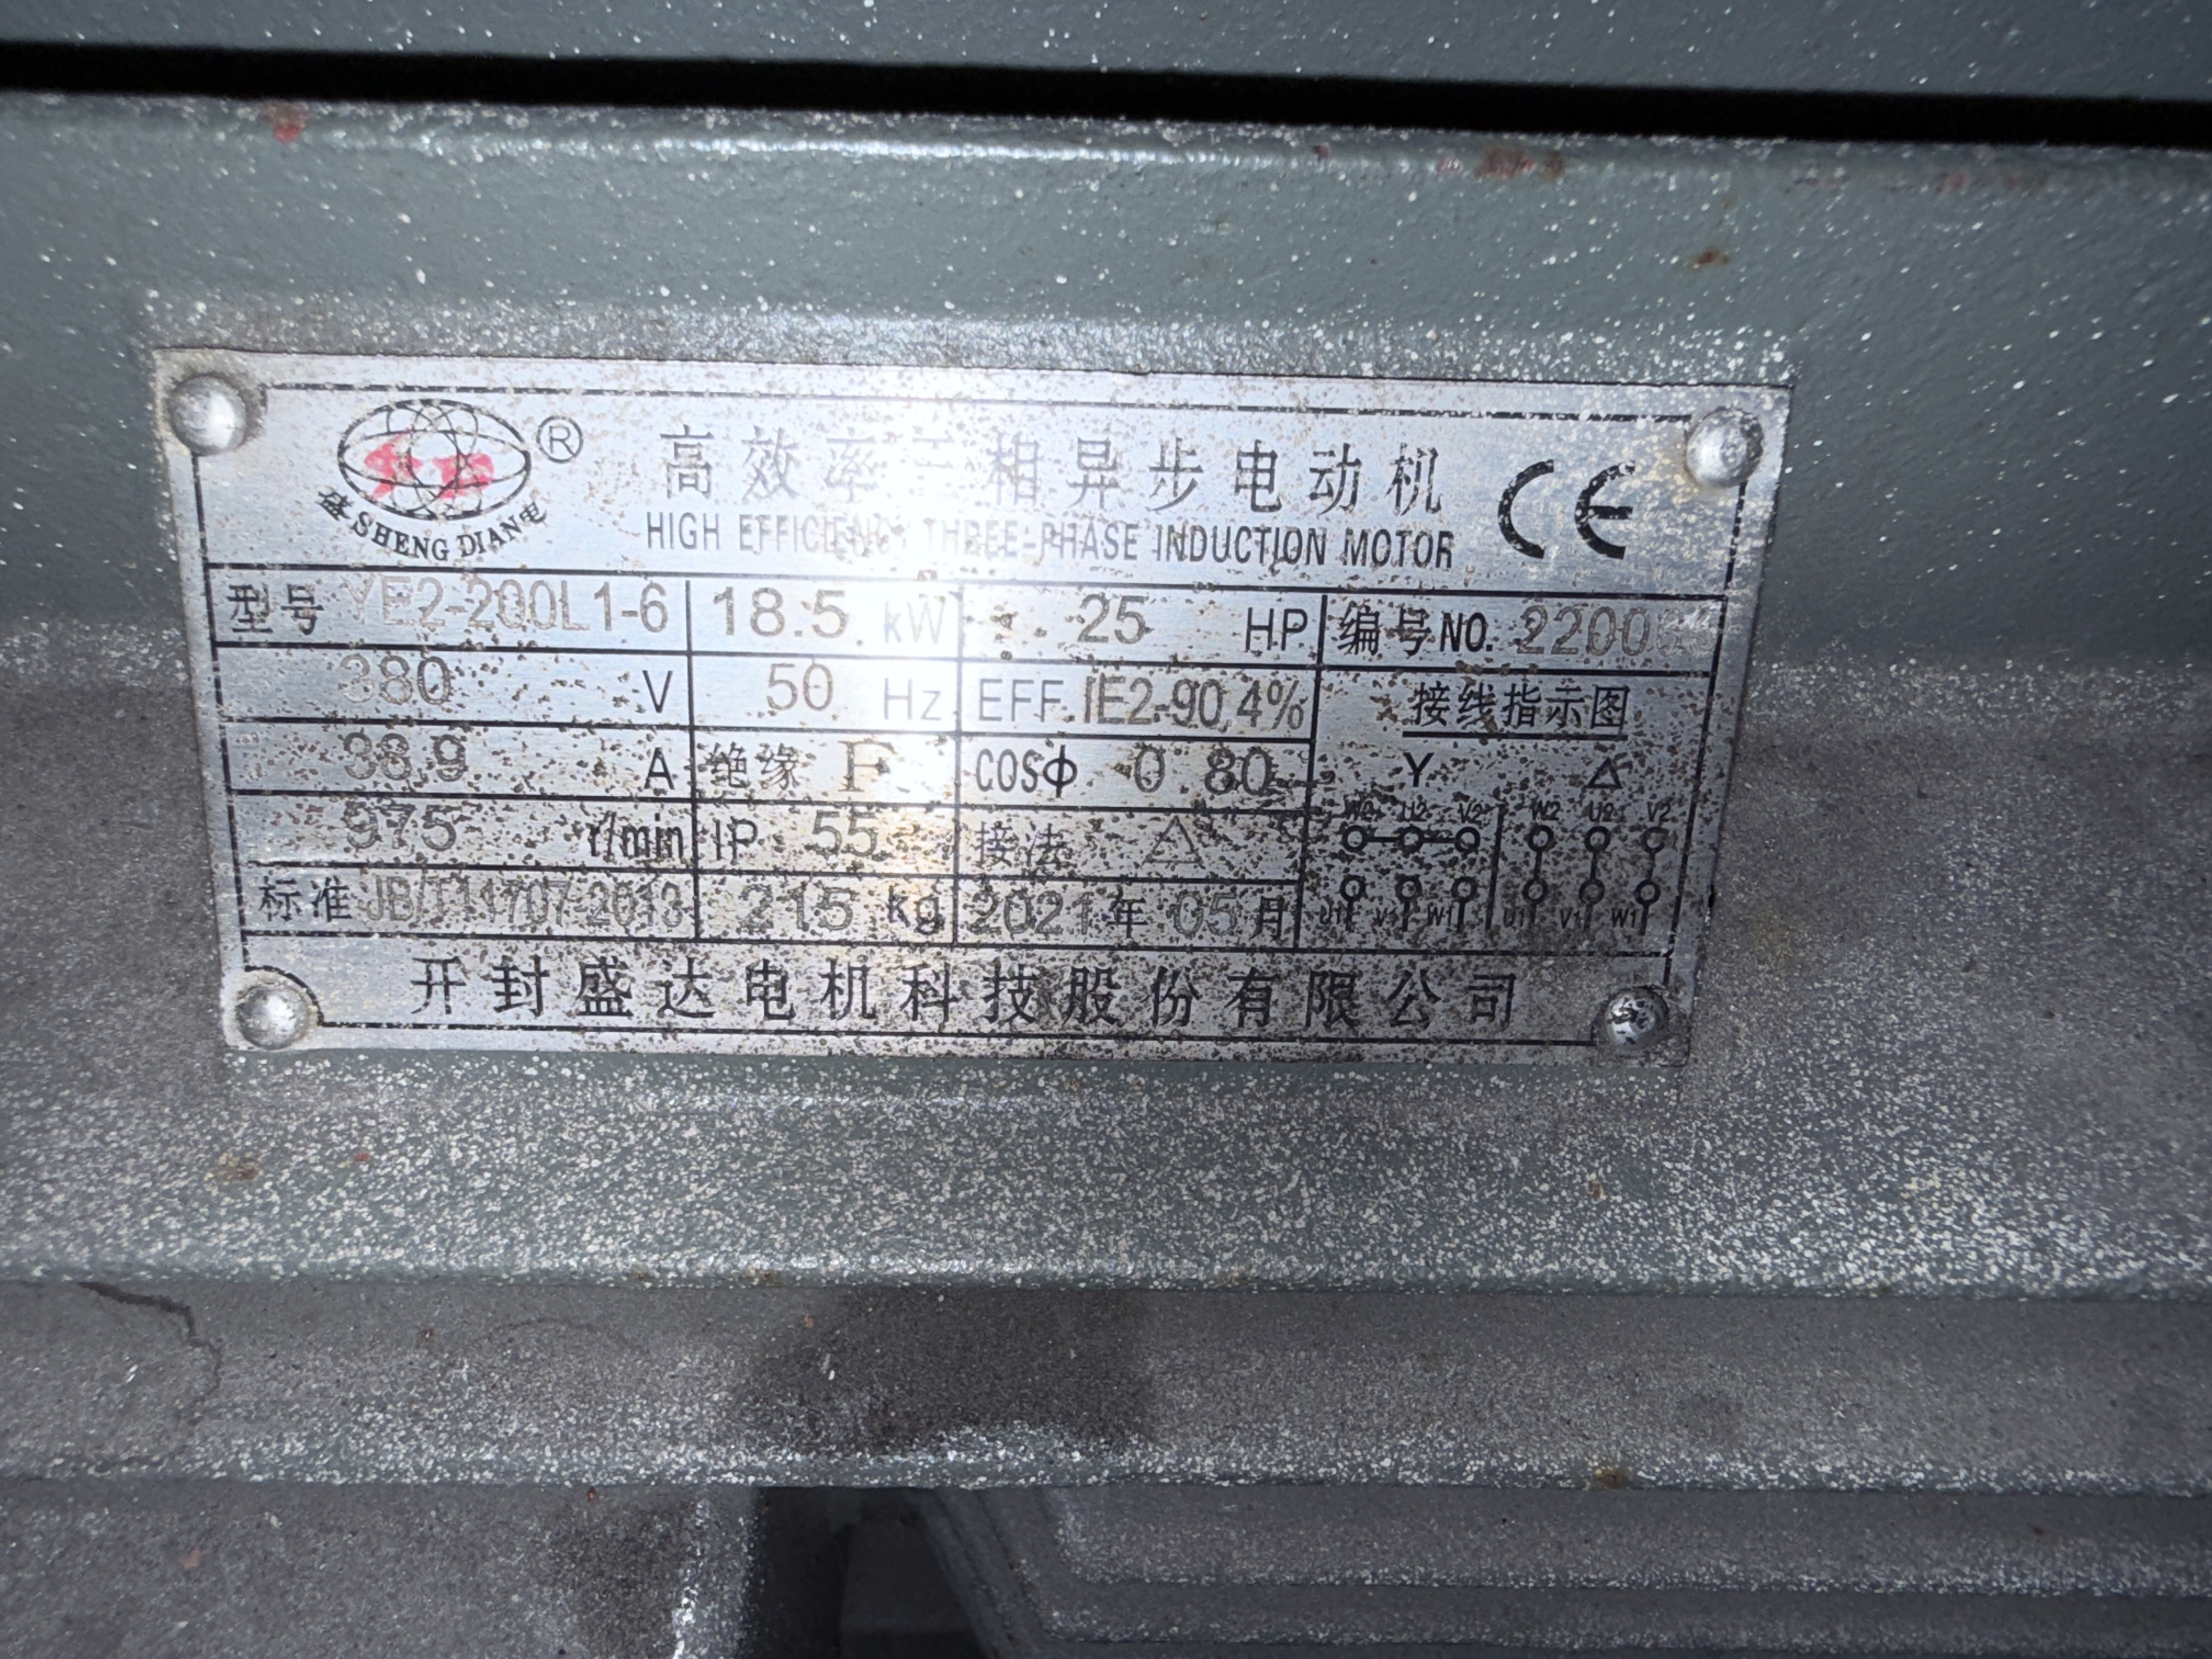 盛 SHENG DIAN 电 ®
高效率三相异步电动机
HIGH EFFICIENCY THREE-PHASE INDUCTION MOTOR
CE
型号 YE2-200L1-6 18.5 kW 25 HP 编号 NO.
380 V 50 Hz EFF. IE2-90.4% 接线指示图
38.9 A 绝缘 F COSφ 0.80 Y △
975 r/min IP 55 接法 △
W2 U2 V2 W2 U2 V2
标准 JB/T11707-2013 215 kg 2021年05月
U1 V1 W1 U1 V1 W1
开封盛达电机科技股份有限公司